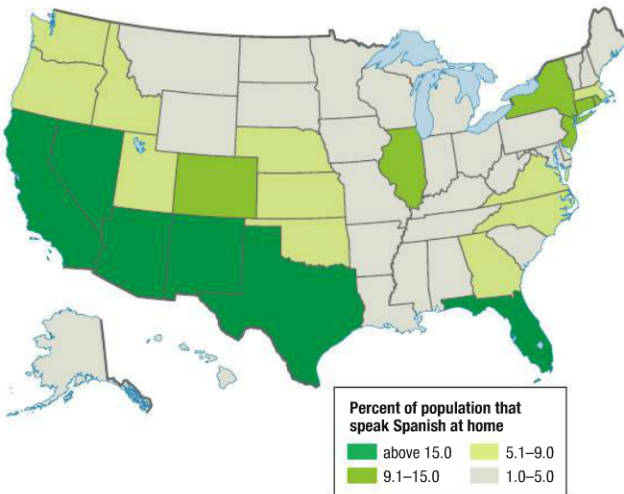 Percent of population that
speak Spanish at home
above 15.0
5.1–9.0
9.1–15.0
1.0–5.0